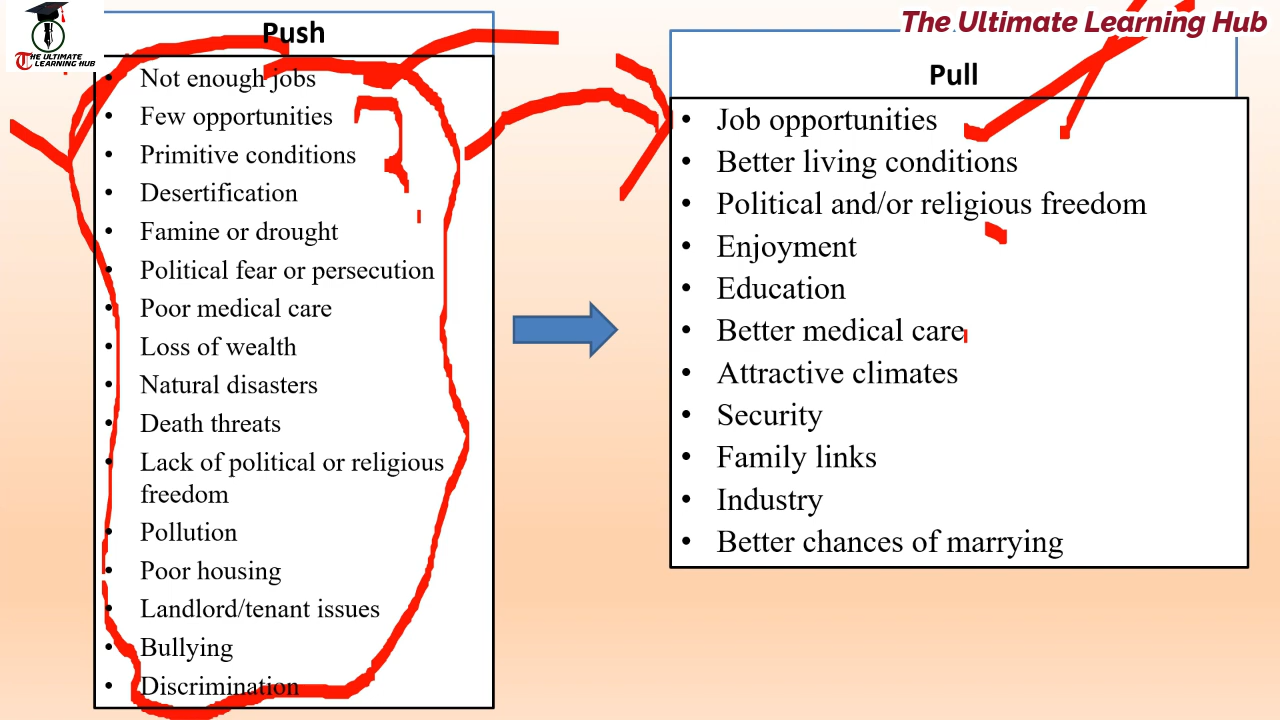 THE ULTIMATE
LEARNING HUB
The Ultimate Learning Hub
Push
• Not enough jobs
• Few opportunities
• Primitive conditions
• Desertification
• Famine or drought
• Political fear or persecution
• Poor medical care
• Loss of wealth
• Natural disasters
• Death threats
• Lack of political or religious
freedom
• Pollution
• Poor housing
• Landlord/tenant issues
• Bullying
• Discrimination
Pull
• Job opportunities
• Better living conditions
• Political and/or religious freedom
• Enjoyment
• Education
• Better medical care
• Attractive climates
• Security
• Family links
• Industry
• Better chances of marrying